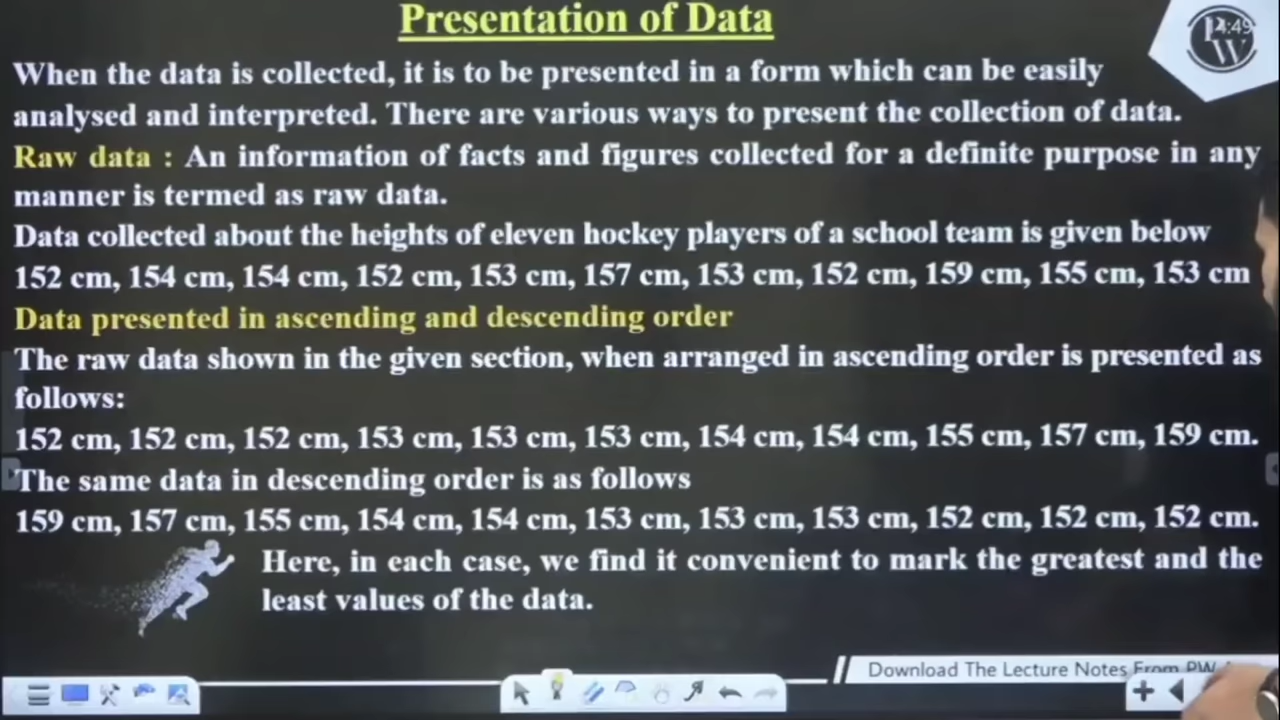 Presentation of Data
14:49
PW
When the data is collected, it is to be presented in a form which can be easily
analysed and interpreted. There are various ways to present the collection of data.
Raw data : An information of facts and figures collected for a definite purpose in any
manner is termed as raw data.
Data collected about the heights of eleven hockey players of a school team is given below
152 cm, 154 cm, 154 cm, 152 cm, 153 cm, 157 cm, 153 cm, 152 cm, 159 cm, 155 cm, 153 cm
Data presented in ascending and descending order
The raw data shown in the given section, when arranged in ascending order is presented as
follows:
152 cm, 152 cm, 152 cm, 153 cm, 153 cm, 153 cm, 154 cm, 154 cm, 155 cm, 157 cm, 159 cm.
The same data in descending order is as follows
159 cm, 157 cm, 155 cm, 154 cm, 154 cm, 153 cm, 153 cm, 153 cm, 152 cm, 152 cm, 152 cm.
Here, in each case, we find it convenient to mark the greatest and the
least values of the data.
Download The Lecture Notes From PW